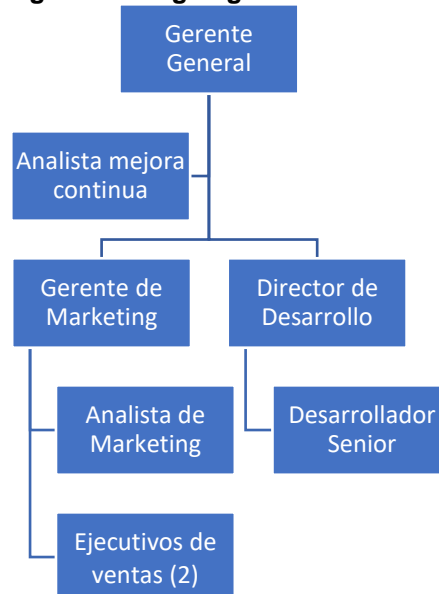 Gerente
General
Analista mejora
continua
Gerente de
Marketing
Director de
Desarrollo
Analista de
Marketing
Desarrollador
Senior
Ejecutivos de
ventas (2)